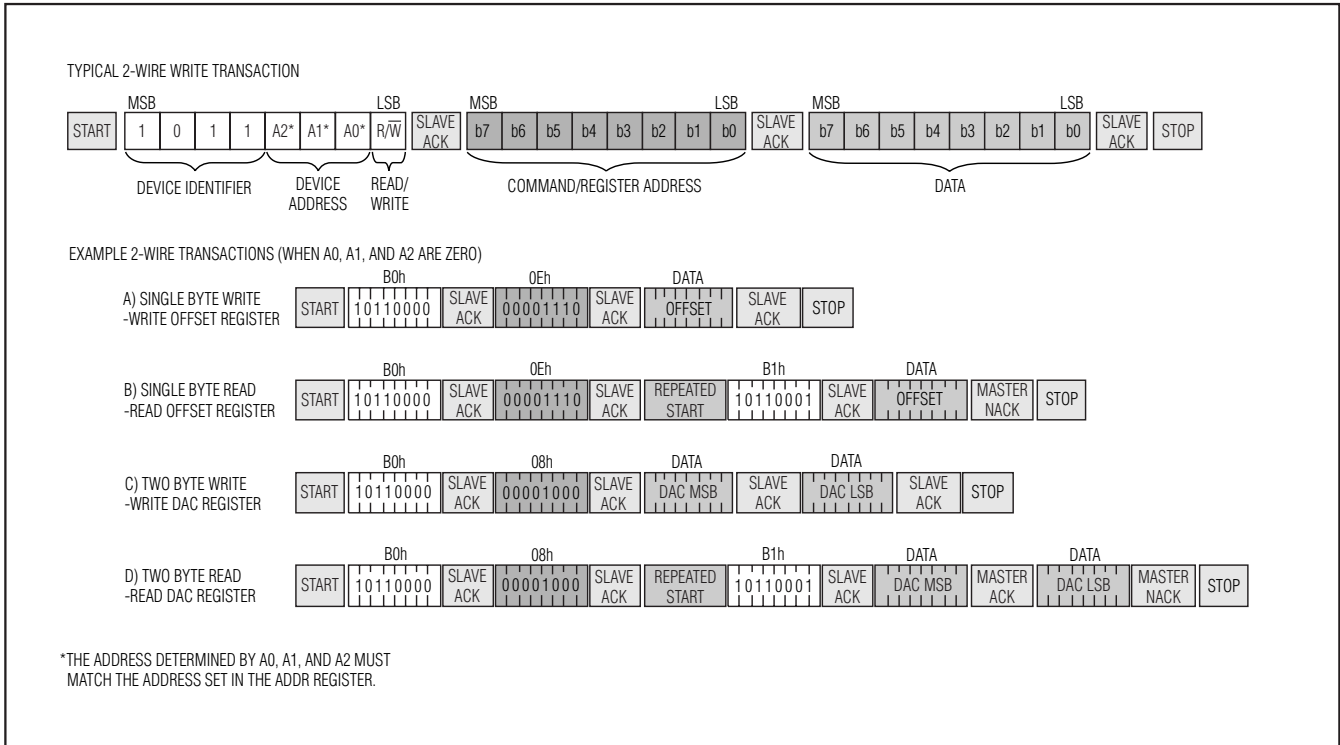 TYPICAL 2-WIRE WRITE TRANSACTION
MSB LSB MSB LSB MSB LSB
START 1 0 1 1 A2* A1* A0* R/W̅ SLAVE ACK b7 b6 b5 b4 b3 b2 b1 b0 SLAVE ACK b7 b6 b5 b4 b3 b2 b1 b0 SLAVE ACK STOP
DEVICE IDENTIFIER DEVICE ADDRESS READ/WRITE COMMAND/REGISTER ADDRESS DATA
EXAMPLE 2-WIRE TRANSACTIONS (WHEN A0, A1, AND A2 ARE ZERO)
B0h 0Eh DATA
A) SINGLE BYTE WRITE
-WRITE OFFSET REGISTER
START 10110000 SLAVE ACK 00001110 SLAVE ACK OFFSET SLAVE ACK STOP
B0h 0Eh B1h DATA
B) SINGLE BYTE READ
-READ OFFSET REGISTER
START 10110000 SLAVE ACK 00001110 SLAVE ACK REPEATED START 10110001 SLAVE ACK OFFSET MASTER NACK STOP
B0h 08h DATA DATA
C) TWO BYTE WRITE
-WRITE DAC REGISTER
START 10110000 SLAVE ACK 00001000 SLAVE ACK DAC MSB SLAVE ACK DAC LSB SLAVE ACK STOP
B0h 08h B1h DATA DATA
D) TWO BYTE READ
-READ DAC REGISTER
START 10110000 SLAVE ACK 00001000 SLAVE ACK REPEATED START 10110001 SLAVE ACK DAC MSB MASTER ACK DAC LSB MASTER NACK STOP
*THE ADDRESS DETERMINED BY A0, A1, AND A2 MUST
MATCH THE ADDRESS SET IN THE ADDR REGISTER.